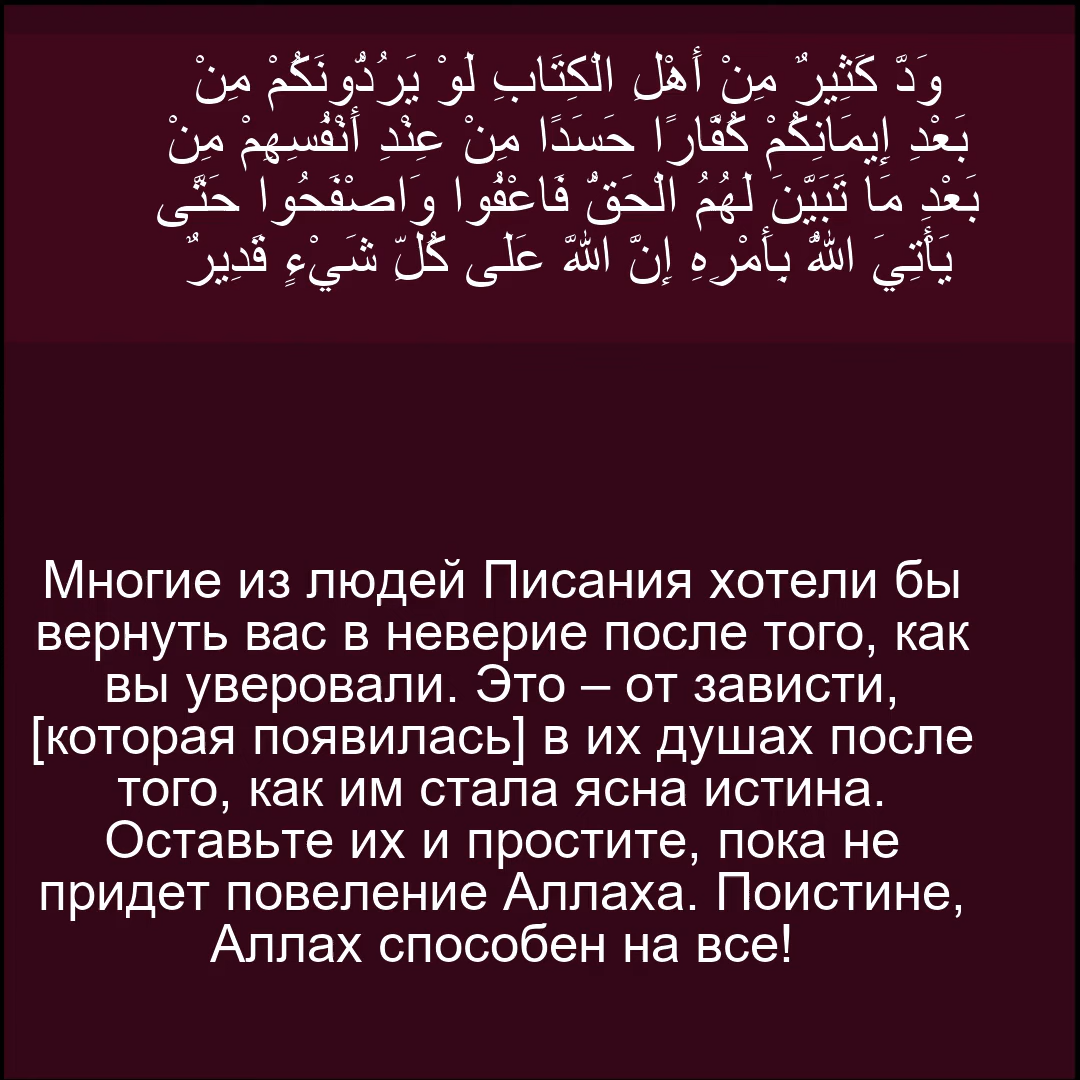 وَدَّ كَثِيرٌ مِنْ أَهْلِ الْكِتَابِ لَوْ يَرُدُّونَكُمْ مِنْ
بَعْدِ إِيمَانِكُمْ كُفَّارًا حَسَدًا مِنْ عِنْدِ أَنْفُسِهِمْ مِنْ
بَعْدِ مَا تَبَيَّنَ لَهُمُ الْحَقُّ فَاعْفُوا وَاصْفَحُوا حَتَّى
يَأْتِيَ اللَّهُ بِأَمْرِهِ إِنَّ اللَّهَ عَلَى كُلِّ شَيْءٍ قَدِيرٌ
Многие из людей Писания хотели бы
вернуть вас в неверие после того, как
вы уверовали. Это – от зависти,
[которая появилась] в их душах после
того, как им стала ясна истина.
Оставьте их и простите, пока не
придет повеление Аллаха. Поистине,
Аллах способен на все!